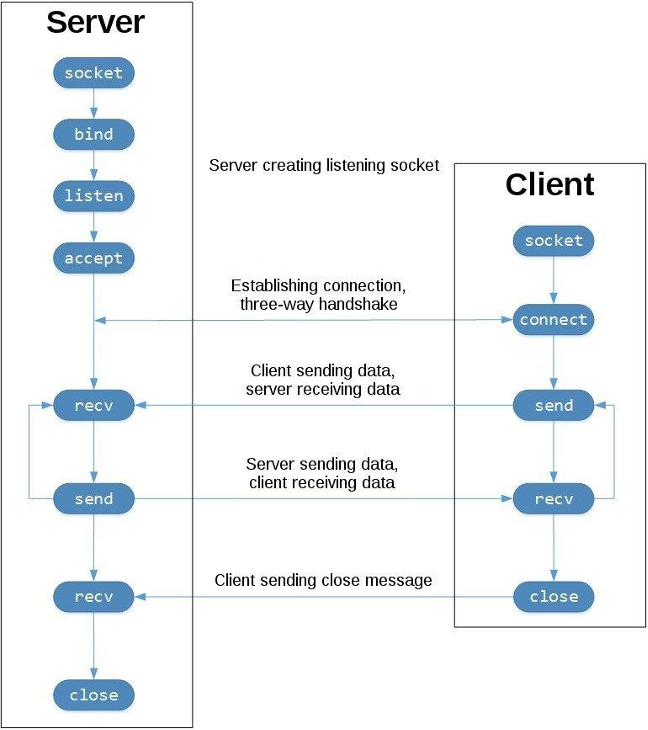 Server
socket
bind
listen
accept
recv
send
recv
close
Server creating listening socket
Establishing connection,
three-way handshake
Client sending data,
server receiving data
Server sending data,
client receiving data
Client sending close message
Client
socket
connect
send
recv
close